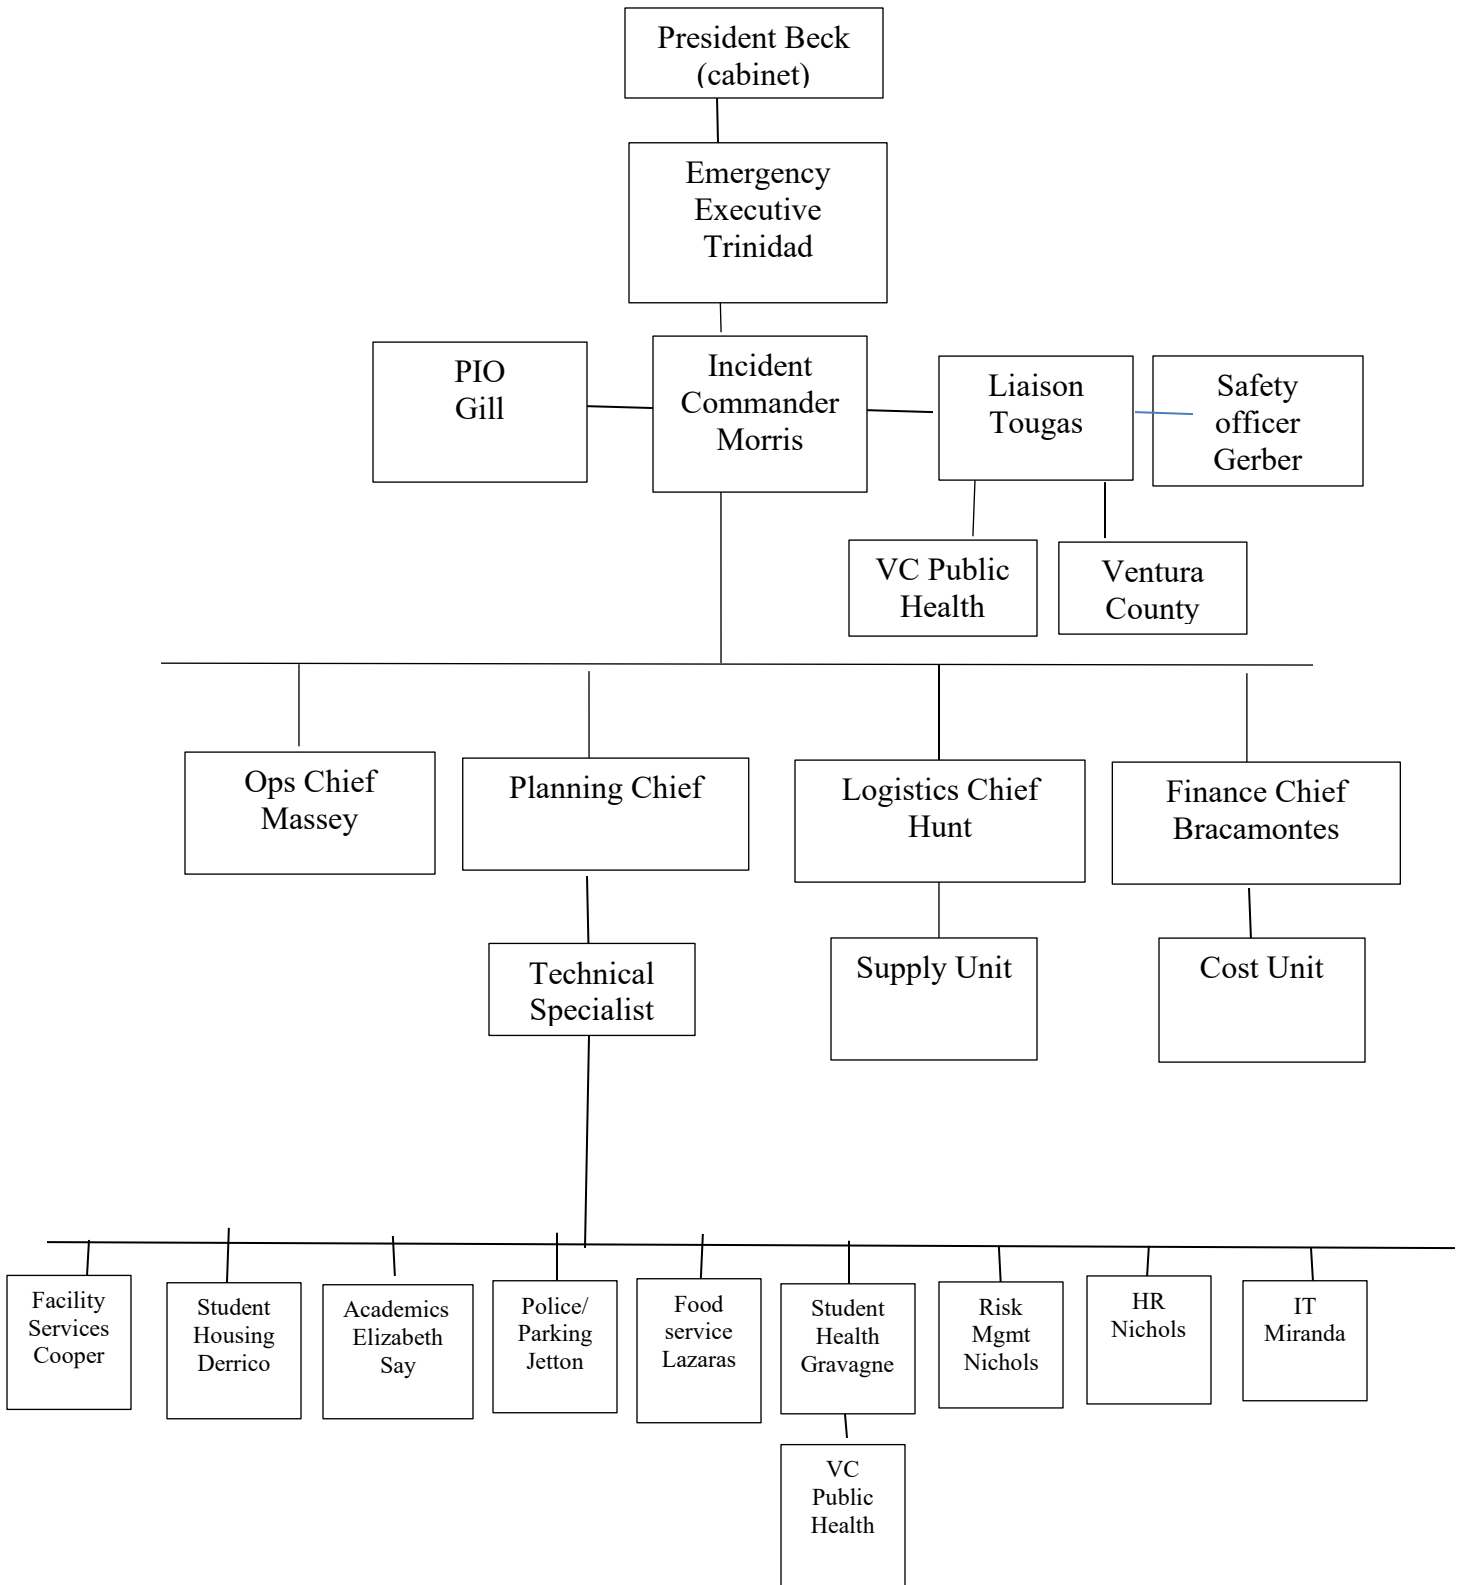 President Beck
(cabinet)
Emergency
Executive
Trinidad
PIO
Gill
Incident
Commander
Morris
Liaison
Tougas
Safety
officer
Gerber
VC Public
Health
Ventura
County
Ops Chief
Massey
Planning Chief
Logistics Chief
Hunt
Finance Chief
Bracamontes
Technical
Specialist
Supply Unit
Cost Unit
Facility
Services
Cooper
Student
Housing
Derrico
Academics
Elizabeth
Say
Police/
Parking
Jetton
Food
service
Lazaras
Student
Health
Gravagne
Risk
Mgmt
Nichols
HR
Nichols
IT
Miranda
VC
Public
Health